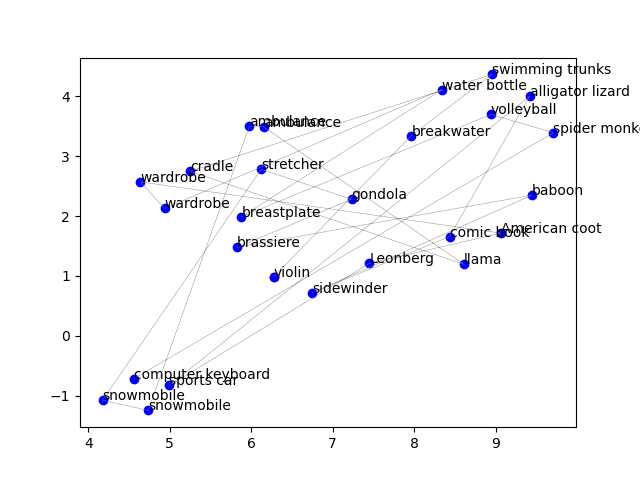 swimming trunks
water bottle
alligator lizard
volleyball
ambulance
ambulance
breakwater
spider monk
cradle
stretcher
wardrobe
gondola
baboon
wardrobe
breastplate
brassiere
comic book
American coot
violin
Leonberg
llama
sidewinder
computer keyboard
sports car
snowmobile
snowmobile
4
3
2
1
0
−1
4 5 6 7 8 9